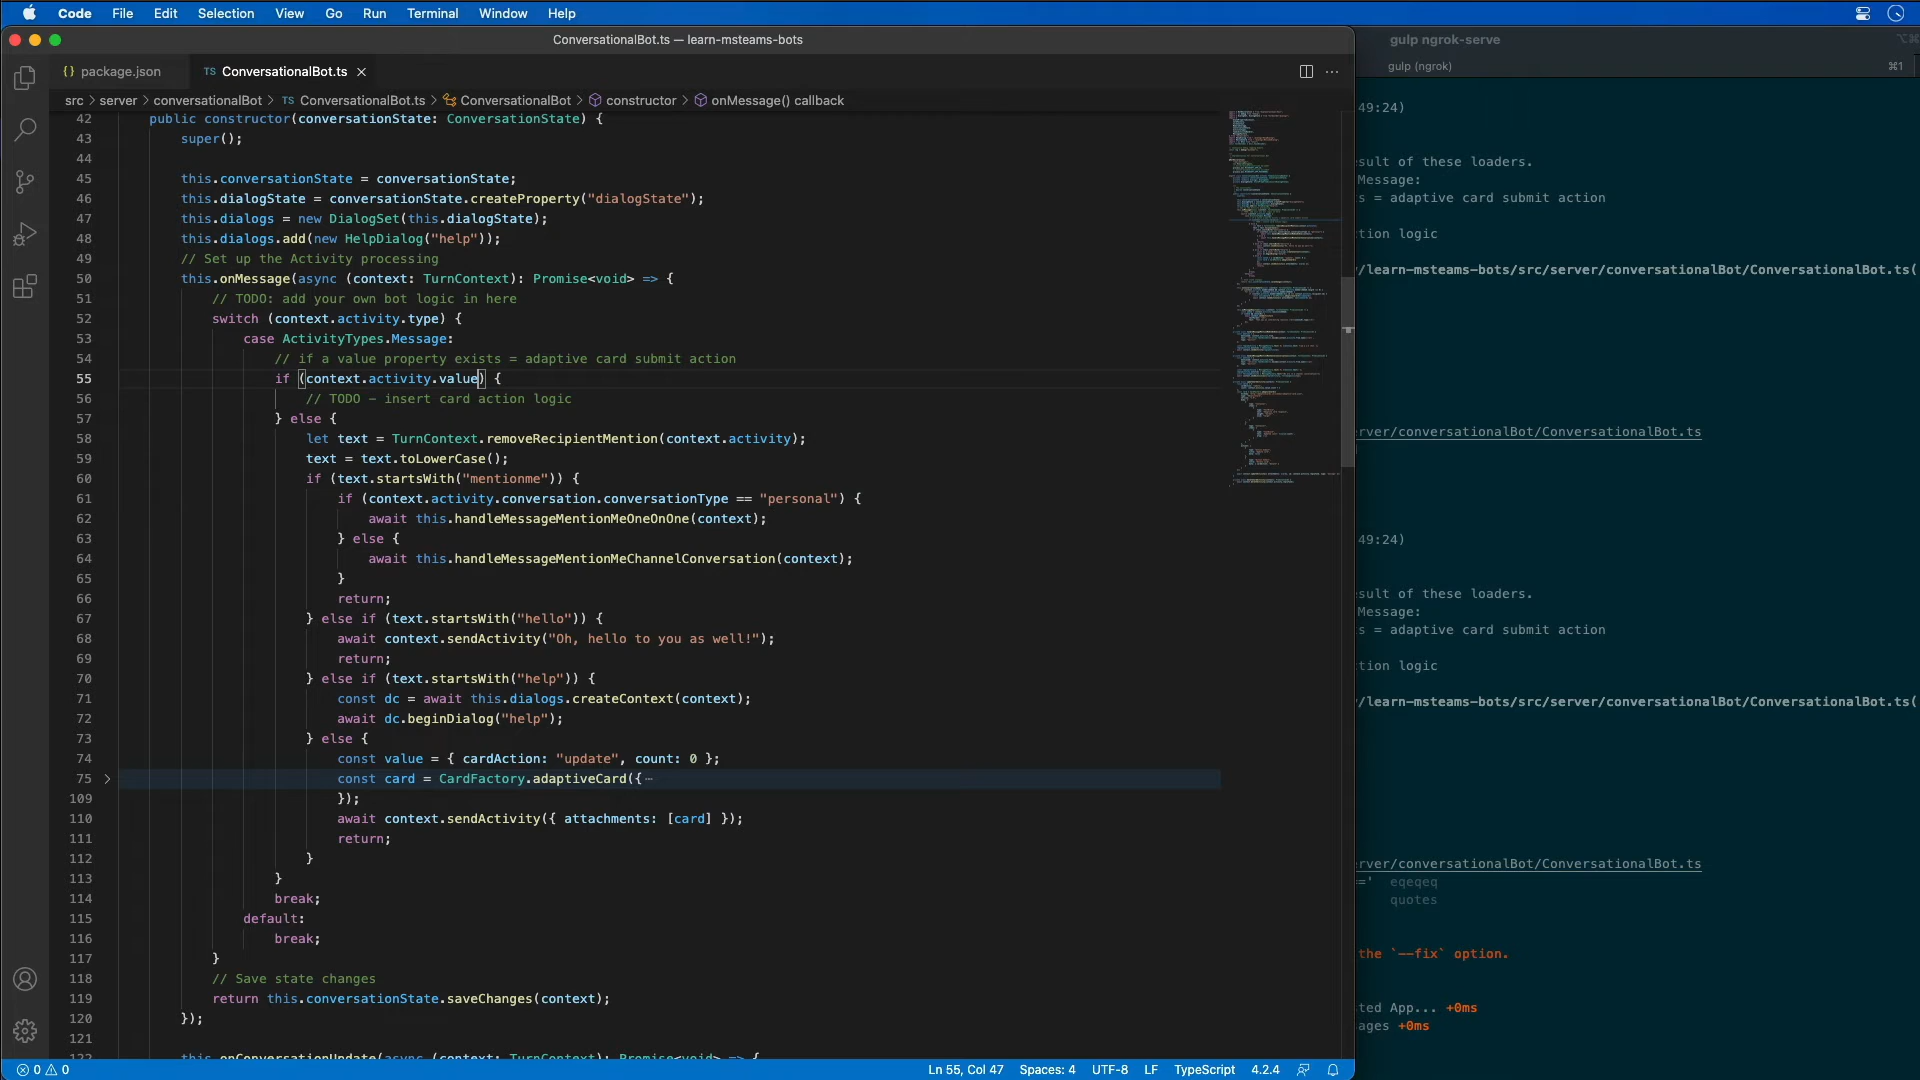 Code File Edit Selection View Go Run Terminal Window Help
ConversationalBot.ts — learn-msteams-bots
gulp ngrok-serve
⌥⌘
{} package.json
TS ConversationalBot.ts ×
gulp (ngrok)
⌘1
src > server > conversationalBot > TS ConversationalBot.ts > ConversationalBot > constructor > onMessage() callback
42 public constructor(conversationState: ConversationState) {
43 super();
44
45 this.conversationState = conversationState;
46 this.dialogState = conversationState.createProperty("dialogState");
47 this.dialogs = new DialogSet(this.dialogState);
48 this.dialogs.add(new HelpDialog("help"));
49 // Set up the Activity processing
50 this.onMessage(async (context: TurnContext): Promise<void> => {
51 // TODO: add your own bot logic in here
52 switch (context.activity.type) {
53 case ActivityTypes.Message:
54 // if a value property exists = adaptive card submit action
55 if (context.activity.value) {
56 // TODO – insert card action logic
57 } else {
58 let text = TurnContext.removeRecipientMention(context.activity);
59 text = text.toLowerCase();
60 if (text.startsWith("mentionme")) {
61 if (context.activity.conversation.conversationType == "personal") {
62 await this.handleMessageMentionMeOneOnOne(context);
63 } else {
64 await this.handleMessageMentionMeChannelConversation(context);
65 }
66 return;
67 } else if (text.startsWith("hello")) {
68 await context.sendActivity("Oh, hello to you as well!");
69 return;
70 } else if (text.startsWith("help")) {
71 const dc = await this.dialogs.createContext(context);
72 await dc.beginDialog("help");
73 } else {
74 const value = { cardAction: "update", count: 0 };
75 const card = CardFactory.adaptiveCard({⋯
109 });
110 await context.sendActivity({ attachments: [card] });
111 return;
112 }
113 }
114 break;
115 default:
116 break;
117 }
118 // Save state changes
119 return this.conversationState.saveChanges(context);
120 });
121
122 this.onConversationUpdate(async (context: TurnContext): Promise<void> => {
49:24)
sult of these loaders.
Message:
s = adaptive card submit action
tion logic
/learn-msteams-bots/src/server/conversationalBot/ConversationalBot.ts(
rver/conversationalBot/ConversationalBot.ts
49:24)
sult of these loaders.
Message:
s = adaptive card submit action
tion logic
/learn-msteams-bots/src/server/conversationalBot/ConversationalBot.ts(
rver/conversationalBot/ConversationalBot.ts
=' eqeqeq
quotes
the `--fix` option.
ted App... +0ms
ages +0ms
0 0
Ln 55, Col 47 Spaces: 4 UTF-8 LF TypeScript 4.2.4